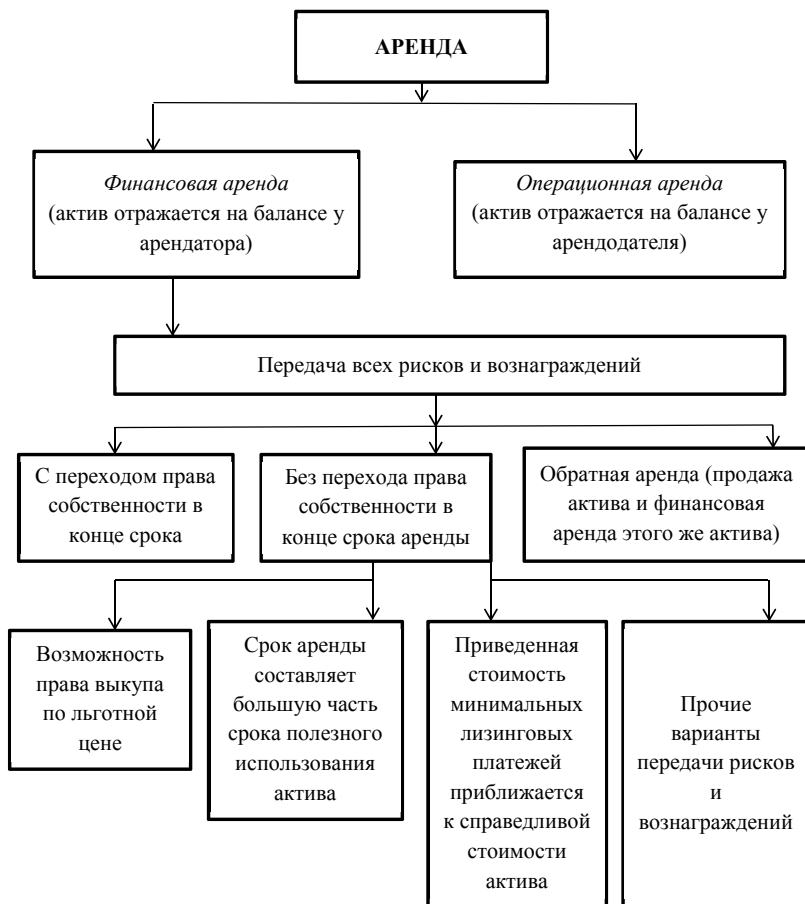 АРЕНДА
Финансовая аренда
(актив отражается на балансе у
арендатора)
Операционная аренда
(актив отражается на балансе у
арендодателя)
Передача всех рисков и вознаграждений
С переходом права
собственности в
конце срока
Без перехода права
собственности в
конце срока аренды
Обратная аренда (продажа
актива и финансовая
аренда этого же актива)
Возможность
права выкупа
по льготной
цене
Срок аренды
составляет
большую часть
срока полезного
использования
актива
Приведенная
стоимость
минимальных
лизинговых
платежей
приближается
к справедливой
стоимости
актива
Прочие
варианты
передачи рисков
и
вознаграждений